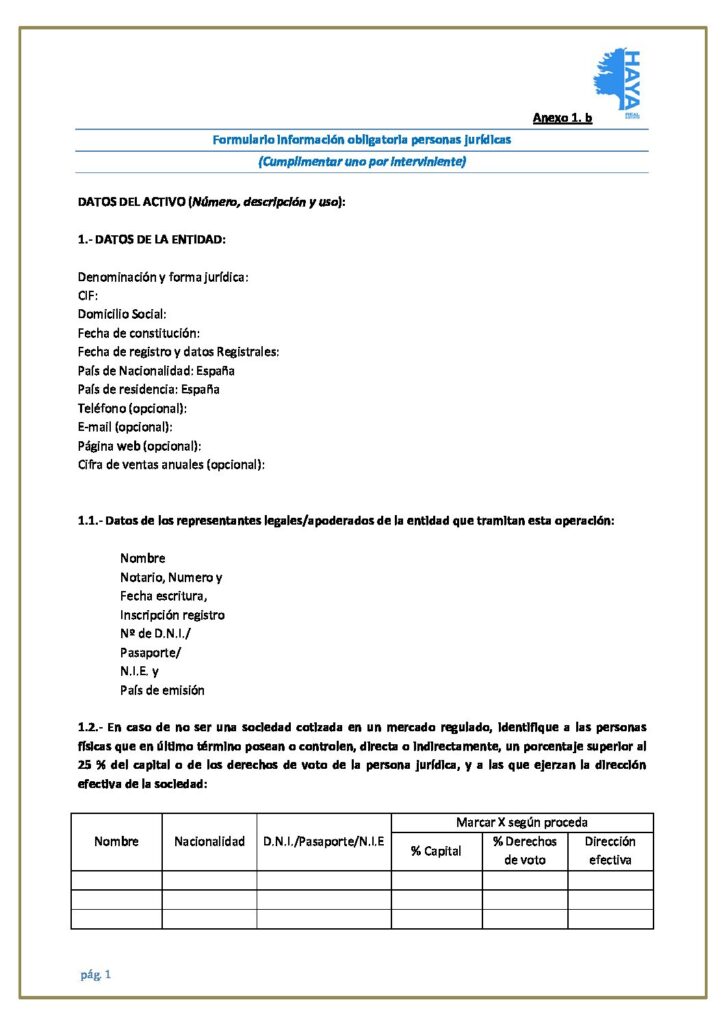 HAYA
REAL ESTATE
Anexo 1. b
Formulario información obligatoria personas jurídicas
(Cumplimentar uno por interviniente)
DATOS DEL ACTIVO (Número, descripción y uso):
1.- DATOS DE LA ENTIDAD:
Denominación y forma jurídica:
CIF:
Domicilio Social:
Fecha de constitución:
Fecha de registro y datos Registrales:
País de Nacionalidad: España
País de residencia: España
Teléfono (opcional):
E-mail (opcional):
Página web (opcional):
Cifra de ventas anuales (opcional):
1.1.- Datos de los representantes legales/apoderados de la entidad que tramitan esta operación:
Nombre
Notario, Numero y
Fecha escritura,
Inscripción registro
Nº de D.N.I./
Pasaporte/
N.I.E. y
País de emisión
1.2.- En caso de no ser una sociedad cotizada en un mercado regulado, identifique a las personas
físicas que en último término posean o controlen, directa o indirectamente, un porcentaje superior al
25 % del capital o de los derechos de voto de la persona jurídica, y a las que ejerzan la dirección
efectiva de la sociedad:
Marcar X según proceda
Nombre Nacionalidad D.N.I./Pasaporte/N.I.E % Capital % Derechos de voto Dirección efectiva
pág. 1